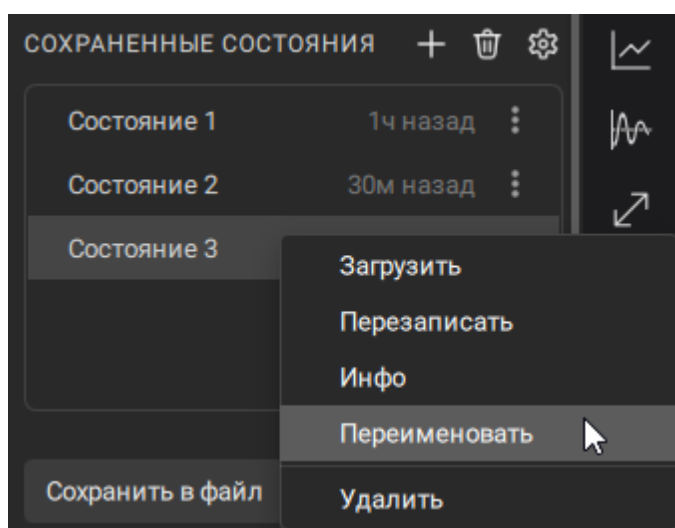 СОХРАНЕННЫЕ СОСТОЯНИЯ
Состояние 1 1ч назад
Состояние 2 30м назад
Состояние 3
Загрузить
Перезаписать
Инфо
Переименовать
Сохранить в файл
Удалить